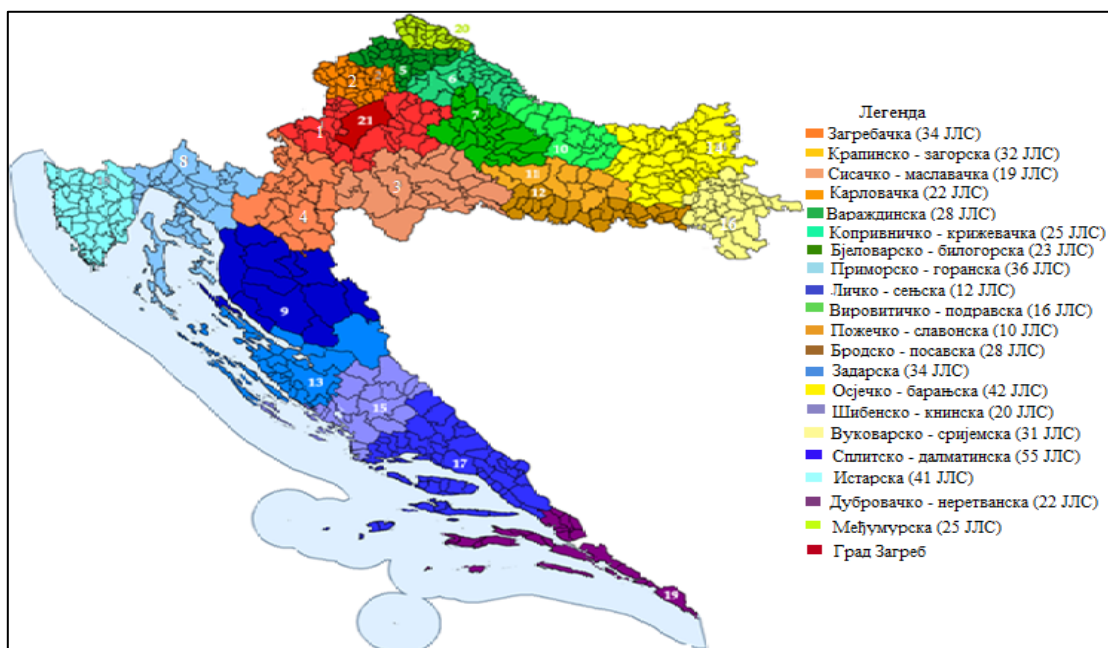 20
5
6
2
2
7
21
1
14
10
8
11
3
12
16
4
9
13
15
17
19
Легенда
Загребачка (34 ЈЛС)
Крапинско - загорска (32 ЈЛС)
Сисачко - маславачка (19 ЈЛС)
Карловачка (22 ЈЛС)
Вараждинска (28 ЈЛС)
Копривничко - крижевачка (25 ЈЛС)
Бјеловарско - билогорска (23 ЈЛС)
Приморско - горанска (36 ЈЛС)
Личко - сењска (12 ЈЛС)
Вировитичко - подравска (16 ЈЛС)
Пожечко - славонска (10 ЈЛС)
Бродско - посавска (28 ЈЛС)
Задарска (34 ЈЛС)
Осјечко - барањска (42 ЈЛС)
Шибенско - книнска (20 ЈЛС)
Вуковарско - сријемска (31 ЈЛС)
Сплитско - далматинска (55 ЈЛС)
Истарска (41 ЈЛС)
Дубровачко - неретванска (22 ЈЛС)
Међумурска (25 ЈЛС)
Град Загреб